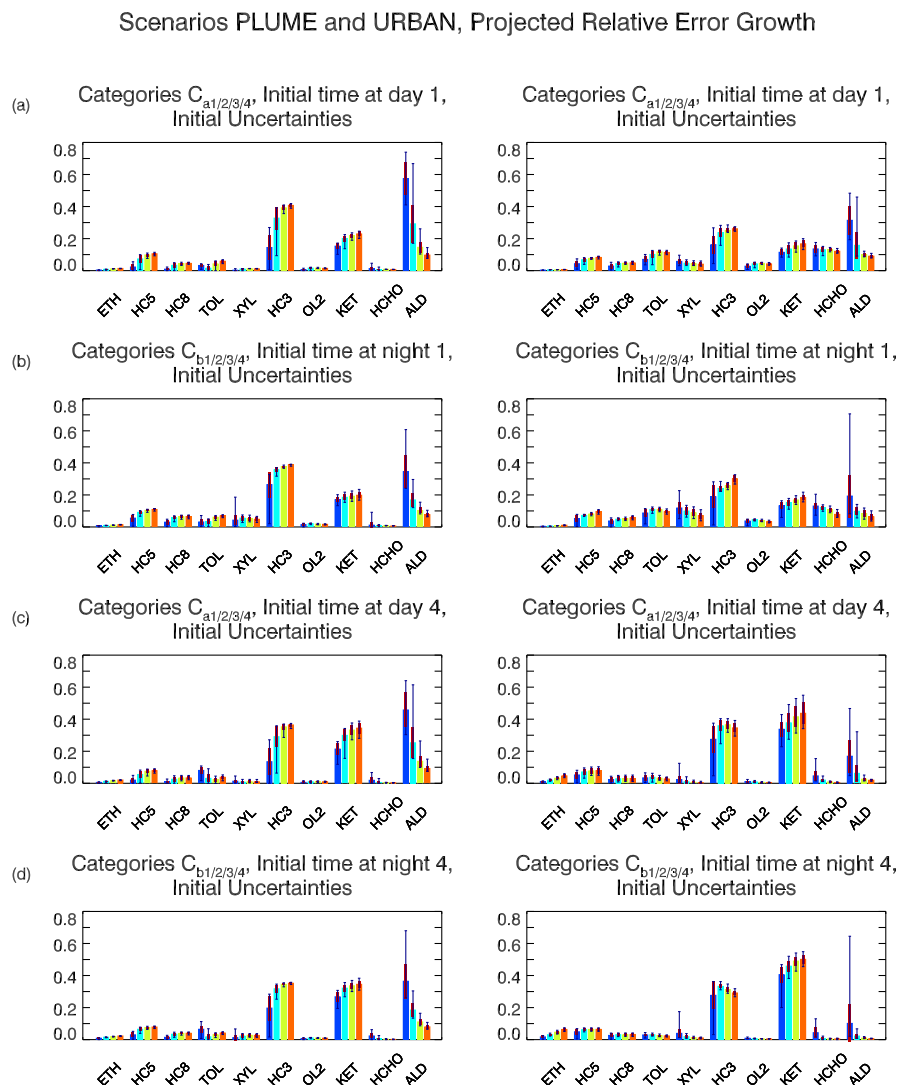 Scenarios PLUME and URBAN, Projected Relative Error Growth
(a)
Categories Ca1/2/3/4, Initial time at day 1,
Initial Uncertainties
Categories Ca1/2/3/4, Initial time at day 1,
Initial Uncertainties
0.8
0.6
0.4
0.2
0.0
ETH HC5 HC8 TOL XYL HC3 OL2 KET HCHO ALD
0.8
0.6
0.4
0.2
0.0
ETH HC5 HC8 TOL XYL HC3 OL2 KET HCHO ALD
(b)
Categories Cb1/2/3/4, Initial time at night 1,
Initial Uncertainties
Categories Cb1/2/3/4, Initial time at night 1,
Initial Uncertainties
0.8
0.6
0.4
0.2
0.0
ETH HC5 HC8 TOL XYL HC3 OL2 KET HCHO ALD
0.8
0.6
0.4
0.2
0.0
ETH HC5 HC8 TOL XYL HC3 OL2 KET HCHO ALD
(c)
Categories Ca1/2/3/4, Initial time at day 4,
Initial Uncertainties
Categories Ca1/2/3/4, Initial time at day 4,
Initial Uncertainties
0.8
0.6
0.4
0.2
0.0
ETH HC5 HC8 TOL XYL HC3 OL2 KET HCHO ALD
0.8
0.6
0.4
0.2
0.0
ETH HC5 HC8 TOL XYL HC3 OL2 KET HCHO ALD
(d)
Categories Cb1/2/3/4, Initial time at night 4,
Initial Uncertainties
Categories Cb1/2/3/4, Initial time at night 4,
Initial Uncertainties
0.8
0.6
0.4
0.2
0.0
ETH HC5 HC8 TOL XYL HC3 OL2 KET HCHO ALD
0.8
0.6
0.4
0.2
0.0
ETH HC5 HC8 TOL XYL HC3 OL2 KET HCHO ALD